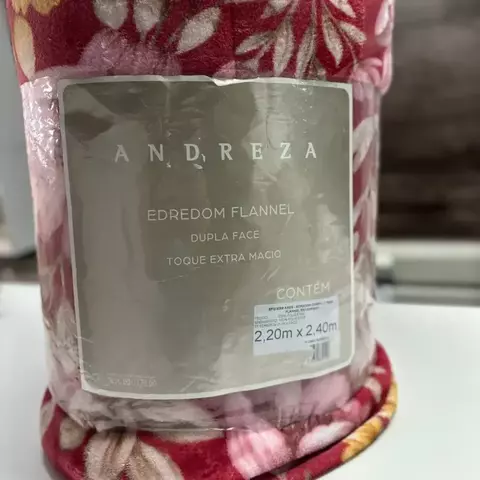 ANDREZA
EDREDOM FLANNEL
DUPLA FACE
TOQUE EXTRA MACIO
CONTÉM
2,20m x 2,40m